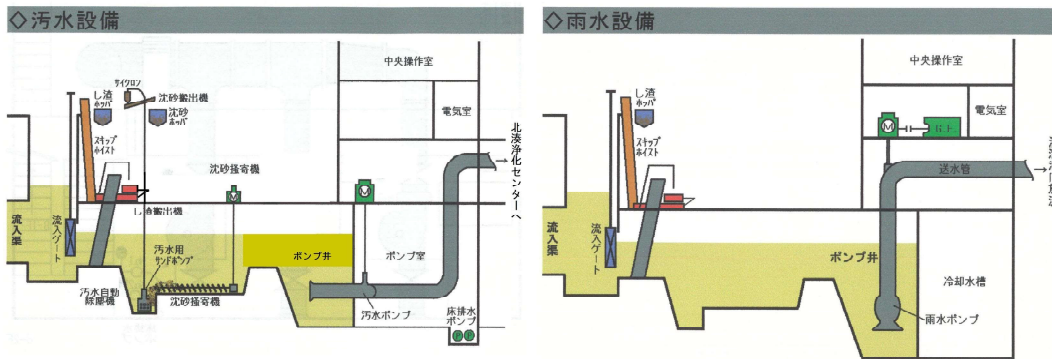 ◇汚水設備
中央操作室
電気室
サイクロン
沈砂搬出機
し渣
ホッパ
沈砂
ホッパ
スキップ
ホイスト
沈砂掻寄機
M
M
し渣搬出機
北湊浄化センターへ
流入渠
流入ゲート
汚水用
サンドポンプ
ポンプ井
ポンプ室
汚水自動
除塵機
沈砂掻寄機
汚水ポンプ
床排水
ポンプ
P
P
◇雨水設備
中央操作室
電気室
し渣
ホッパ
スキップ
ホイスト
M
送水管
流入渠
流入ゲート
ポンプ井
冷却水槽
雨水ポンプ